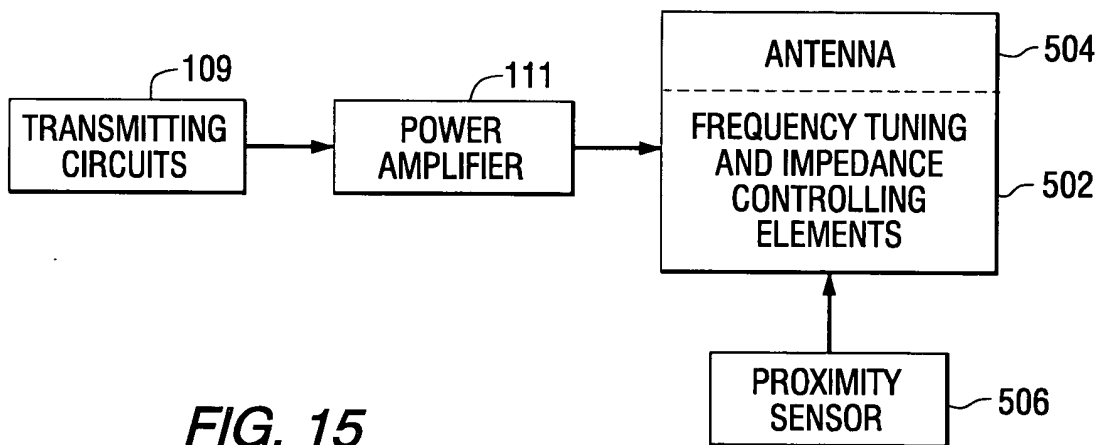 109
TRANSMITTING
CIRCUITS
111
POWER
AMPLIFIER
ANTENNA
504
FREQUENCY TUNING
AND IMPEDANCE
CONTROLLING
ELEMENTS
502
PROXIMITY
SENSOR
506
FIG. 15